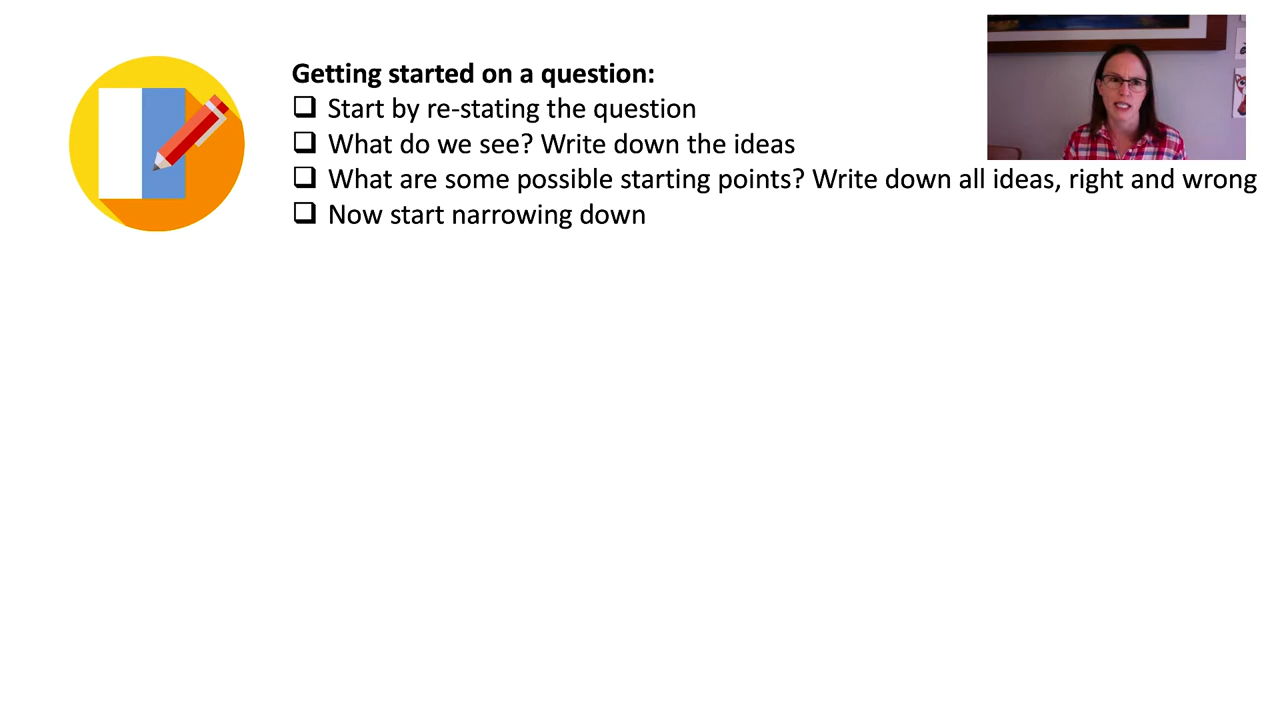 Getting started on a question:
❑ Start by re-stating the question
❑ What do we see? Write down the ideas
❑ What are some possible starting points? Write down all ideas, right and wrong
❑ Now start narrowing down